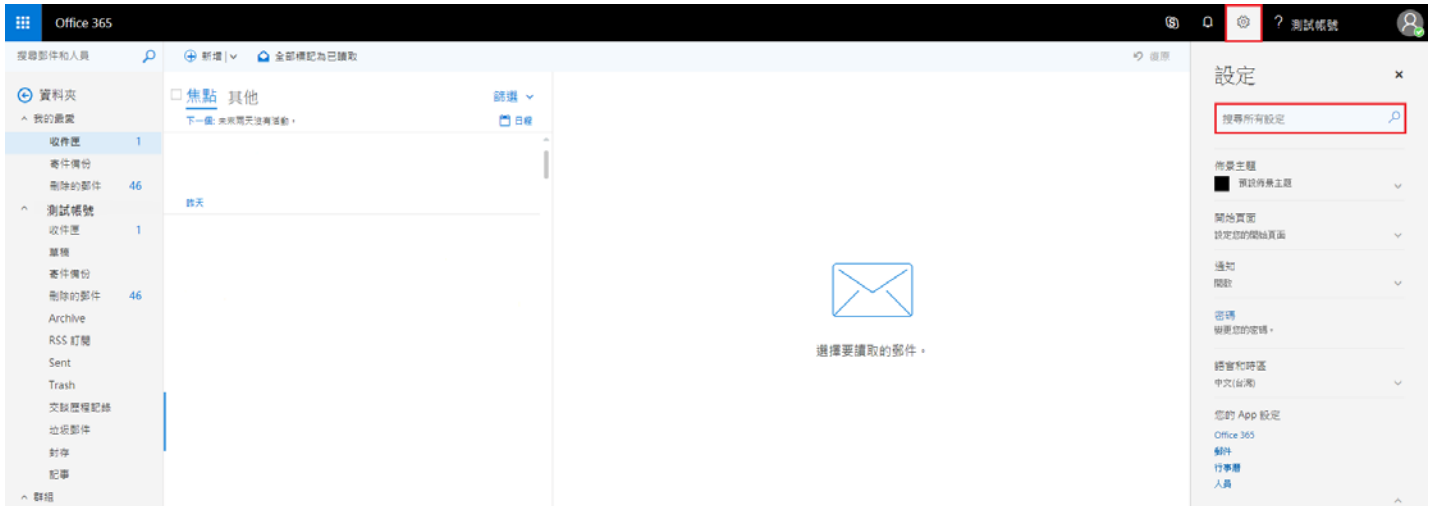 Office 365
? 測試帳號
搜尋郵件和人員
新增
全部標記為已讀取
復原
資料夾
我的最愛
收件匣 1
寄件備份
刪除的郵件 46
測試帳號
收件匣 1
草稿
寄件備份
刪除的郵件 46
Archive
RSS 訂閱
Sent
Trash
交談歷程記錄
垃圾郵件
封存
記事
群組
焦點 其他
篩選
下一個: 未來兩天沒有活動。
日程
昨天
選擇要讀取的郵件。
設定
×
搜尋所有設定
佈景主題
預設佈景主題
開始頁面
設定您的開始頁面
通知
開啟
密碼
變更您的密碼。
語言和時區
中文(台灣)
您的 App 設定
Office 365
郵件
行事曆
人員